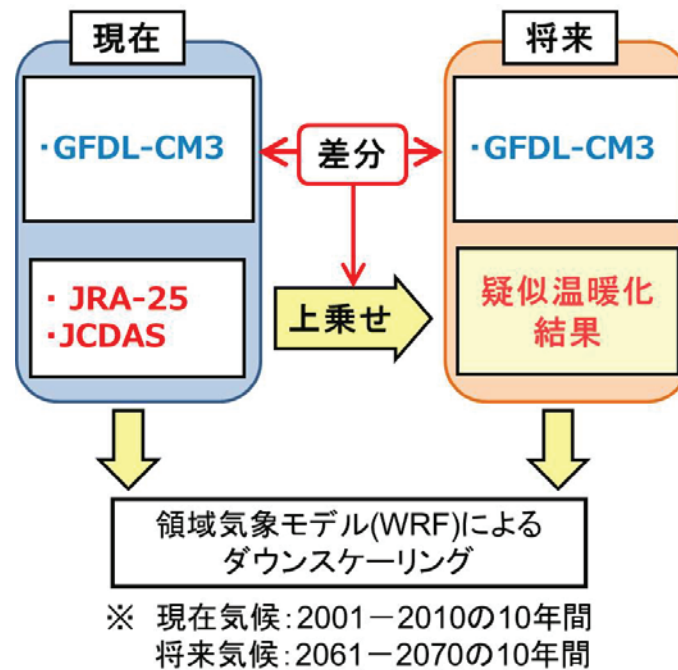 現在
将来
・GFDL-CM3
差分
・GFDL-CM3
・ JRA-25
・JCDAS
上乗せ
疑似温暖化
結果
領域気象モデル(WRF)による
ダウンスケーリング
※ 現在気候：2001－2010の10年間
将来気候：2061－2070の10年間